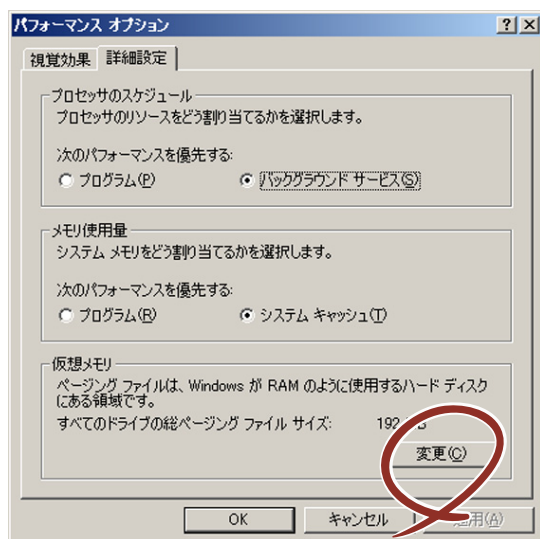 パフォーマンス オプション
視覚効果 詳細設定
プロセッサのスケジュール
プロセッサのリソースをどう割り当てるかを選択します。
次のパフォーマンスを優先する:
プログラム(P) バックグラウンド サービス(S)
メモリ使用量
システム メモリをどう割り当てるかを選択します。
次のパフォーマンスを優先する:
プログラム(R) システム キャッシュ(T)
仮想メモリ
ページング ファイルは、Windows が RAM のように使用するハード ディスク
にある領域です。
すべてのドライブの総ページング ファイル サイズ: 192
変更(C)
OK キャンセル 用(A)